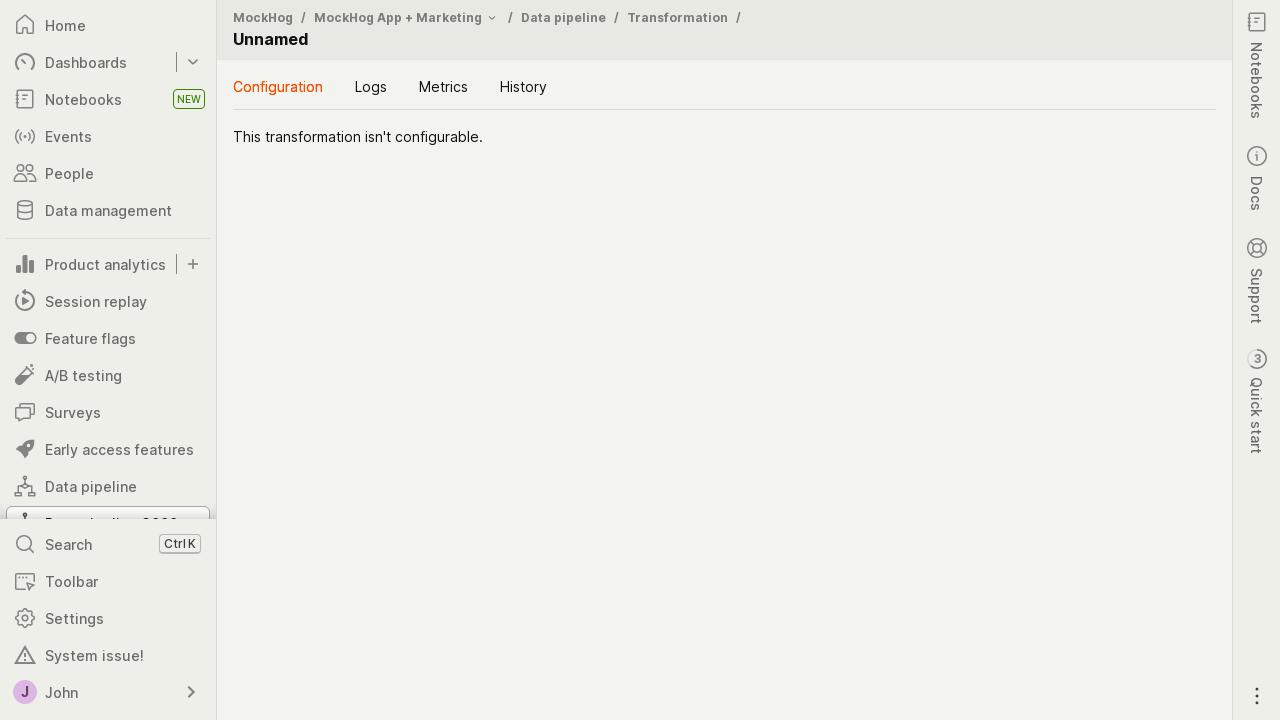 Home
Dashboards
Notebooks NEW
Events
People
Data management
Product analytics
Session replay
Feature flags
A/B testing
Surveys
Early access features
Data pipeline
Search Ctrl K
Toolbar
Settings
System issue!
J John
MockHog / MockHog App + Marketing / Data pipeline / Transformation /
Unnamed
Configuration Logs Metrics History
This transformation isn't configurable.
Notebooks
Docs
Support
3 Quick start